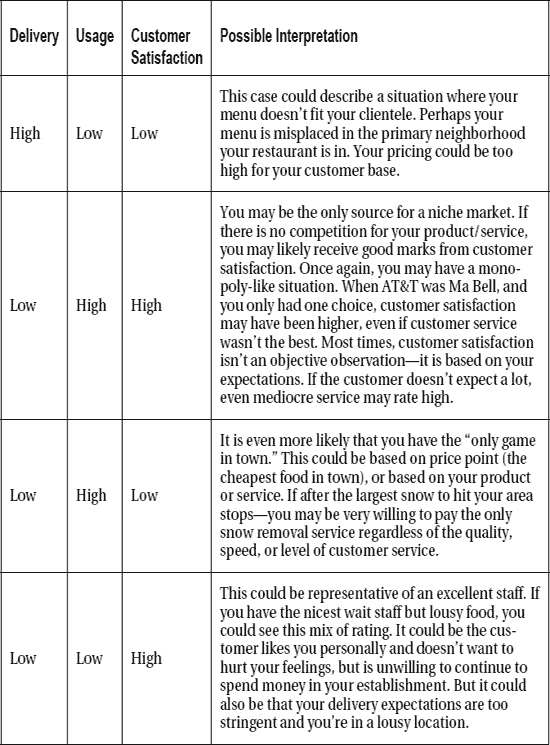 Delivery Usage Customer Satisfaction Possible Interpretation
High Low Low
This case could describe a situation where your
menu doesn't fit your clientele. Perhaps your
menu is misplaced in the primary neighborhood
your restaurant is in. Your pricing could be too
high for your customer base.
Low High High
You may be the only source for a niche market. If
there is no competition for your product/service,
you may likely receive good marks from customer
satisfaction. Once again, you may have a mono-
poly-like situation. When AT&T was Ma Bell, and
you only had one choice, customer satisfaction
may have been higher, even if customer service
wasn't the best. Most times, customer satisfaction
isn't an objective observation—it is based on your
expectations. If the customer doesn't expect a lot,
even mediocre service may rate high.
Low High Low
It is even more likely that you have the “only game
in town.” This could be based on price point (the
cheapest food in town), or based on your product
or service. If after the largest snow to hit your area
stops—you may be very willing to pay the only
snow removal service regardless of the quality,
speed, or level of customer service.
Low Low High
This could be representative of an excellent staff. If
you have the nicest wait staff but lousy food, you
could see this mix of rating. It could be the cus-
tomer likes you personally and doesn't want to
hurt your feelings, but is unwilling to continue to
spend money in your establishment. But it could
also be that your delivery expectations are too
stringent and you're in a lousy location.